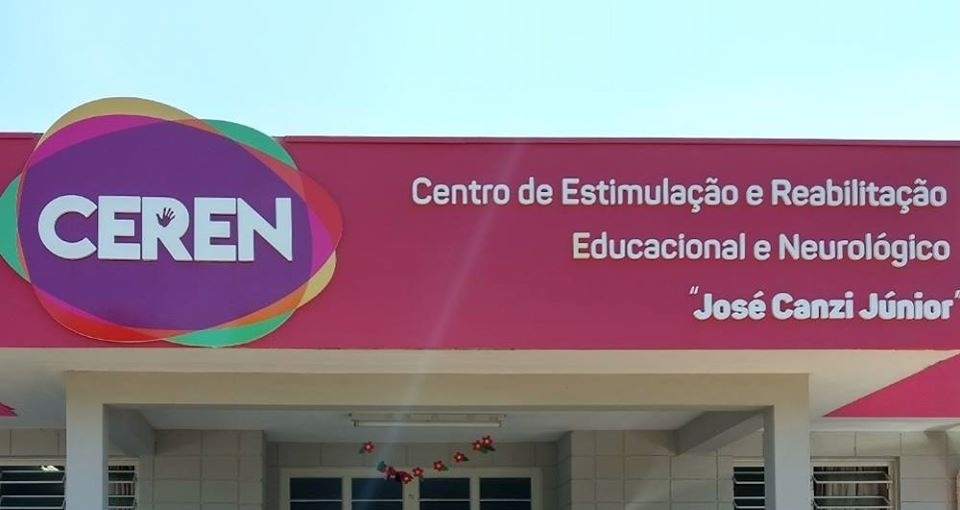 CEREN
Centro de Estimulação e Reabilitação
Educacional e Neurológico
"José Canzi Júnior"